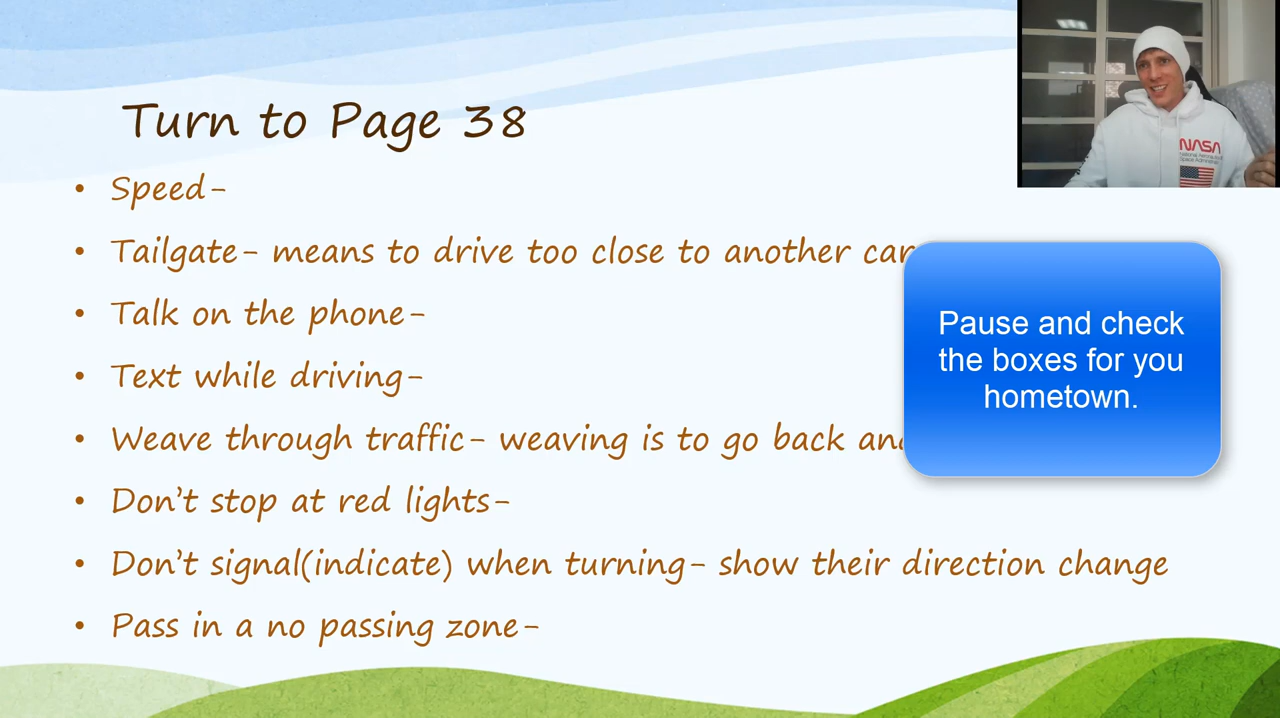 Turn to Page 38
• Speed-
• Tailgate- means to drive too close to another car
• Talk on the phone-
• Text while driving-
• Weave through traffic- weaving is to go back and
• Don't stop at red lights-
• Don't signal(indicate) when turning- show their direction change
• Pass in a no passing zone-
Pause and check
the boxes for you
hometown.
NASA